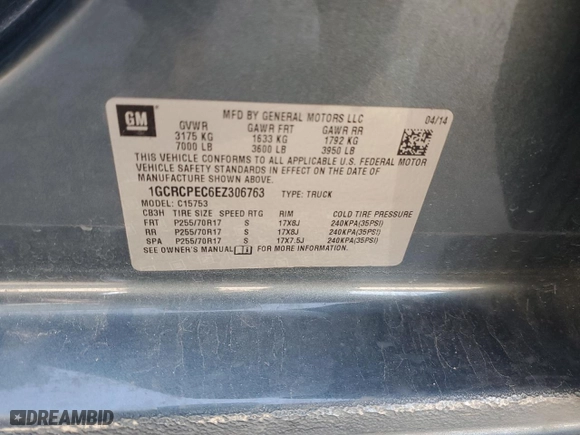 GM
MFD BY GENERAL MOTORS LLC
04/14
GVWR GAWR FRT GAWR RR
3175 KG 1633 KG 1792 KG
7000 LB 3600 LB 3950 LB
THIS VEHICLE CONFORMS TO ALL APPLICABLE U.S. FEDERAL MOTOR
VEHICLE SAFETY STANDARDS IN EFFECT ON THE DATE OF
MANUFACTURE SHOWN ABOVE.
1GCRCPEC6EZ306763 TYPE: TRUCK
MODEL: C15753
CB3H TIRE SIZE SPEED RTG RIM COLD TIRE PRESSURE
FRT P255/70R17 S 17X8J 240KPA(35PSI)
RR P255/70R17 S 17X8J 240KPA(35PSI)
SPA P255/70R17 S 17X7.5J 240KPA(35PSI)
SEE OWNER'S MANUAL FOR MORE INFORMATION.
DREAMBID